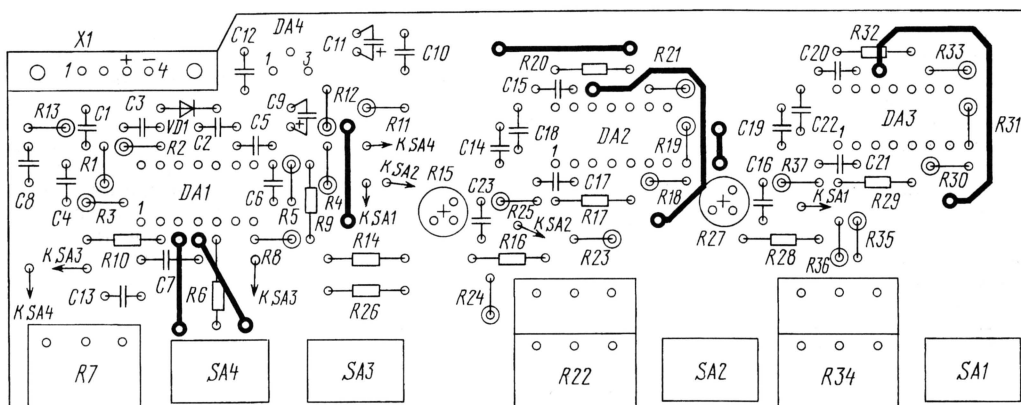 X1
1 + − 4
C12
DA4
1 3
C11
C10
R20
R21
C20
R32
R33
R31
R13
C1
C3
VD1
C2
C9
C5
R12
R11
C15
C18
DA2
C14
1
R19
C19
C22
DA3
1
C8
R1
R2
C4
R3
DA1
1
C6
R5
R9
R4
KSA4
KSA2
KSA1
R15
C23
C17
R25
R17
KSA2
R18
C16
R37
C21
KSA1
R29
R30
KSA3
R10
C7
R8
R14
R16
R23
R27
R28
R36
R35
KSA4
C13
R6
KSA3
R26
R24
R7
SA4
SA3
R22
SA2
R34
SA1